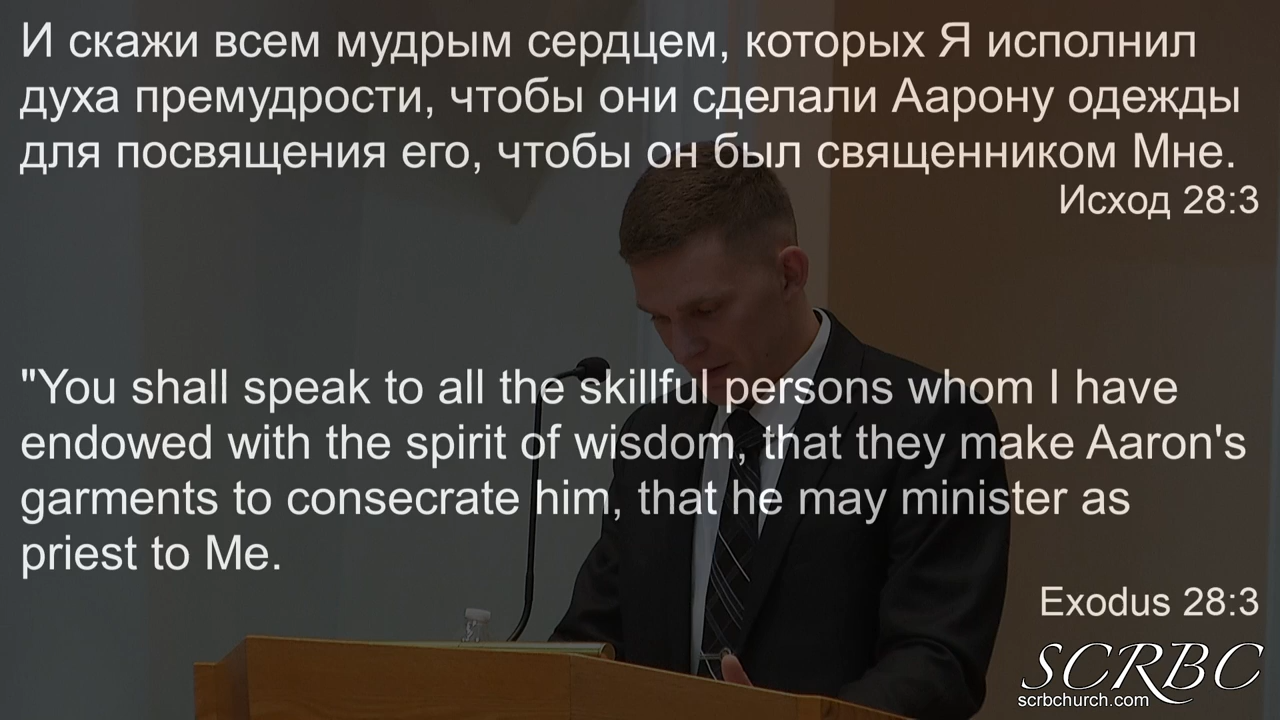 И скажи всем мудрым сердцем, которых Я исполнил
духа премудрости, чтобы они сделали Аарону одежды
для посвящения его, чтобы он был священником Мне.
Исход 28:3
"You shall speak to all the skillful persons whom I have
endowed with the spirit of wisdom, that they make Aaron's
garments to consecrate him, that he may minister as
priest to Me.
Exodus 28:3
SCRBC
scrbchurch.com